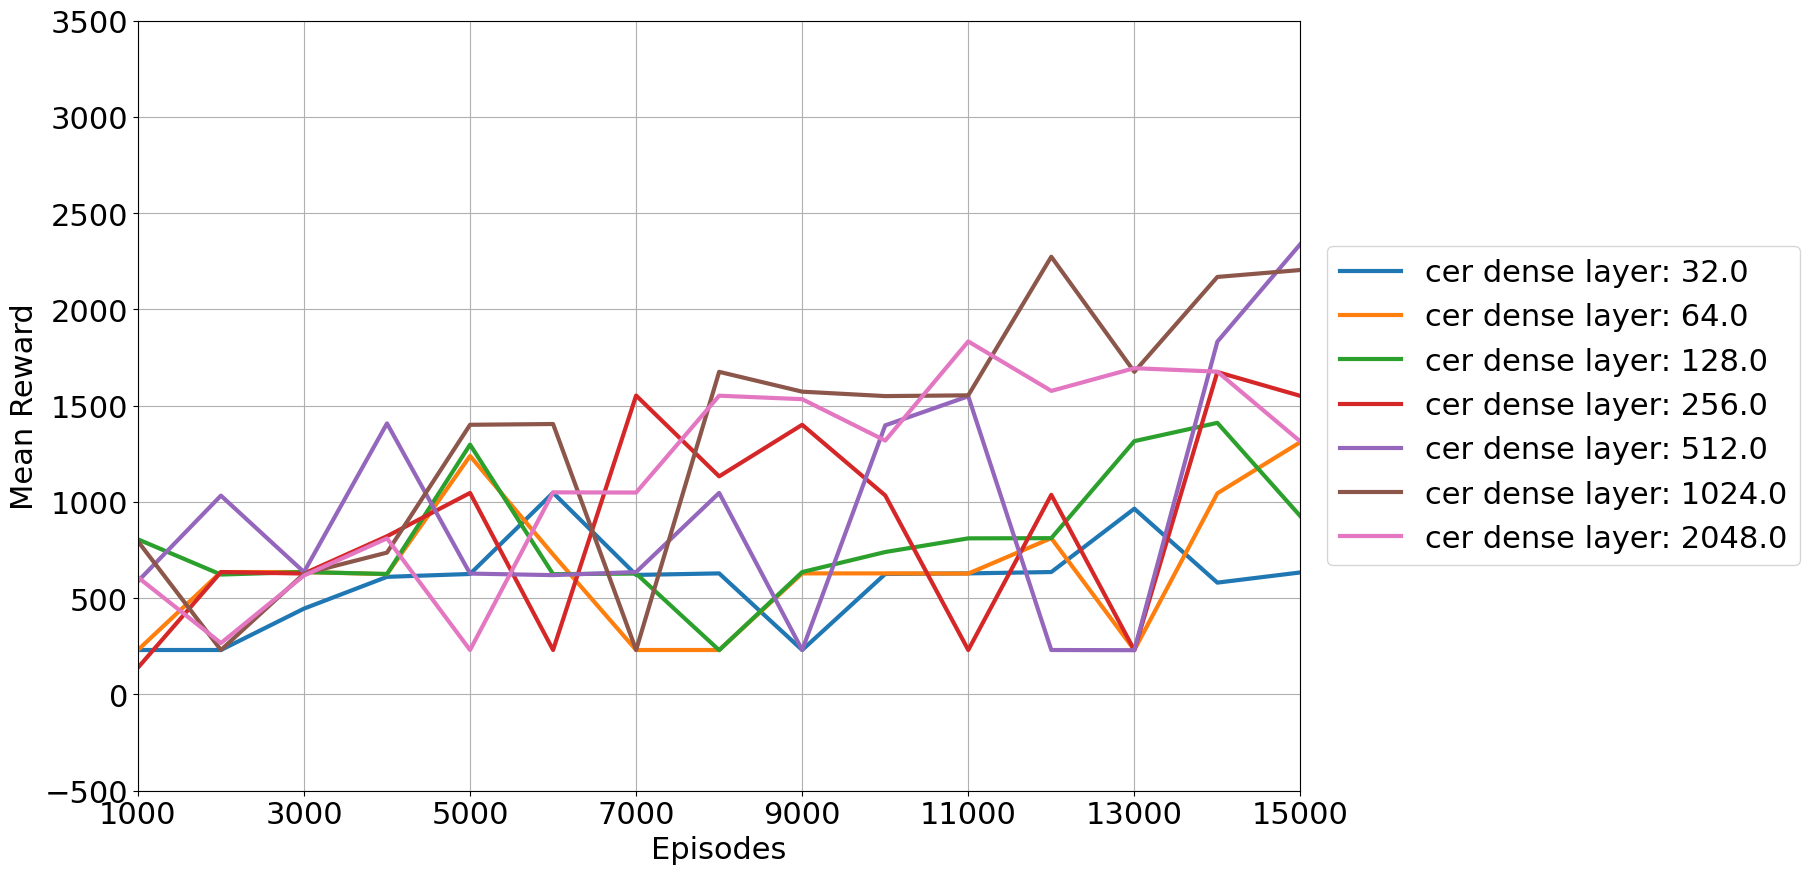 3500
3000
2500
2000
1500
1000
500
0
−500
Mean Reward
1000 3000 5000 7000 9000 11000 13000 15000
Episodes
cer dense layer: 32.0
cer dense layer: 64.0
cer dense layer: 128.0
cer dense layer: 256.0
cer dense layer: 512.0
cer dense layer: 1024.0
cer dense layer: 2048.0